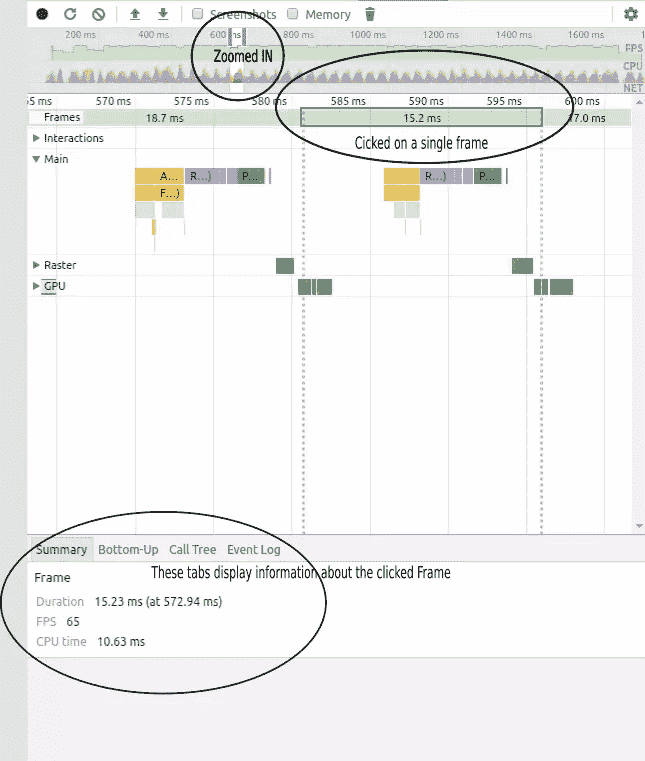 Screenshots Memory
200 ms 400 ms 600 ms 800 ms 1000 ms 1200 ms 1400 ms 1600 ms 1
Zoomed IN
FPS
CPU
NET
65 ms 570 ms 575 ms 580 ms 585 ms 590 ms 595 ms 600 ms
Frames 18.7 ms 15.2 ms 17.0 ms
Cicked on a single frame
Interactions
Main
A... R...) P... R...) P...
F...)
Raster
GPU
Summary Bottom-Up Call Tree Event Log
These tabs display information about the clicked Frame
Frame
Duration 15.23 ms (at 572.94 ms)
FPS 65
CPU time 10.63 ms